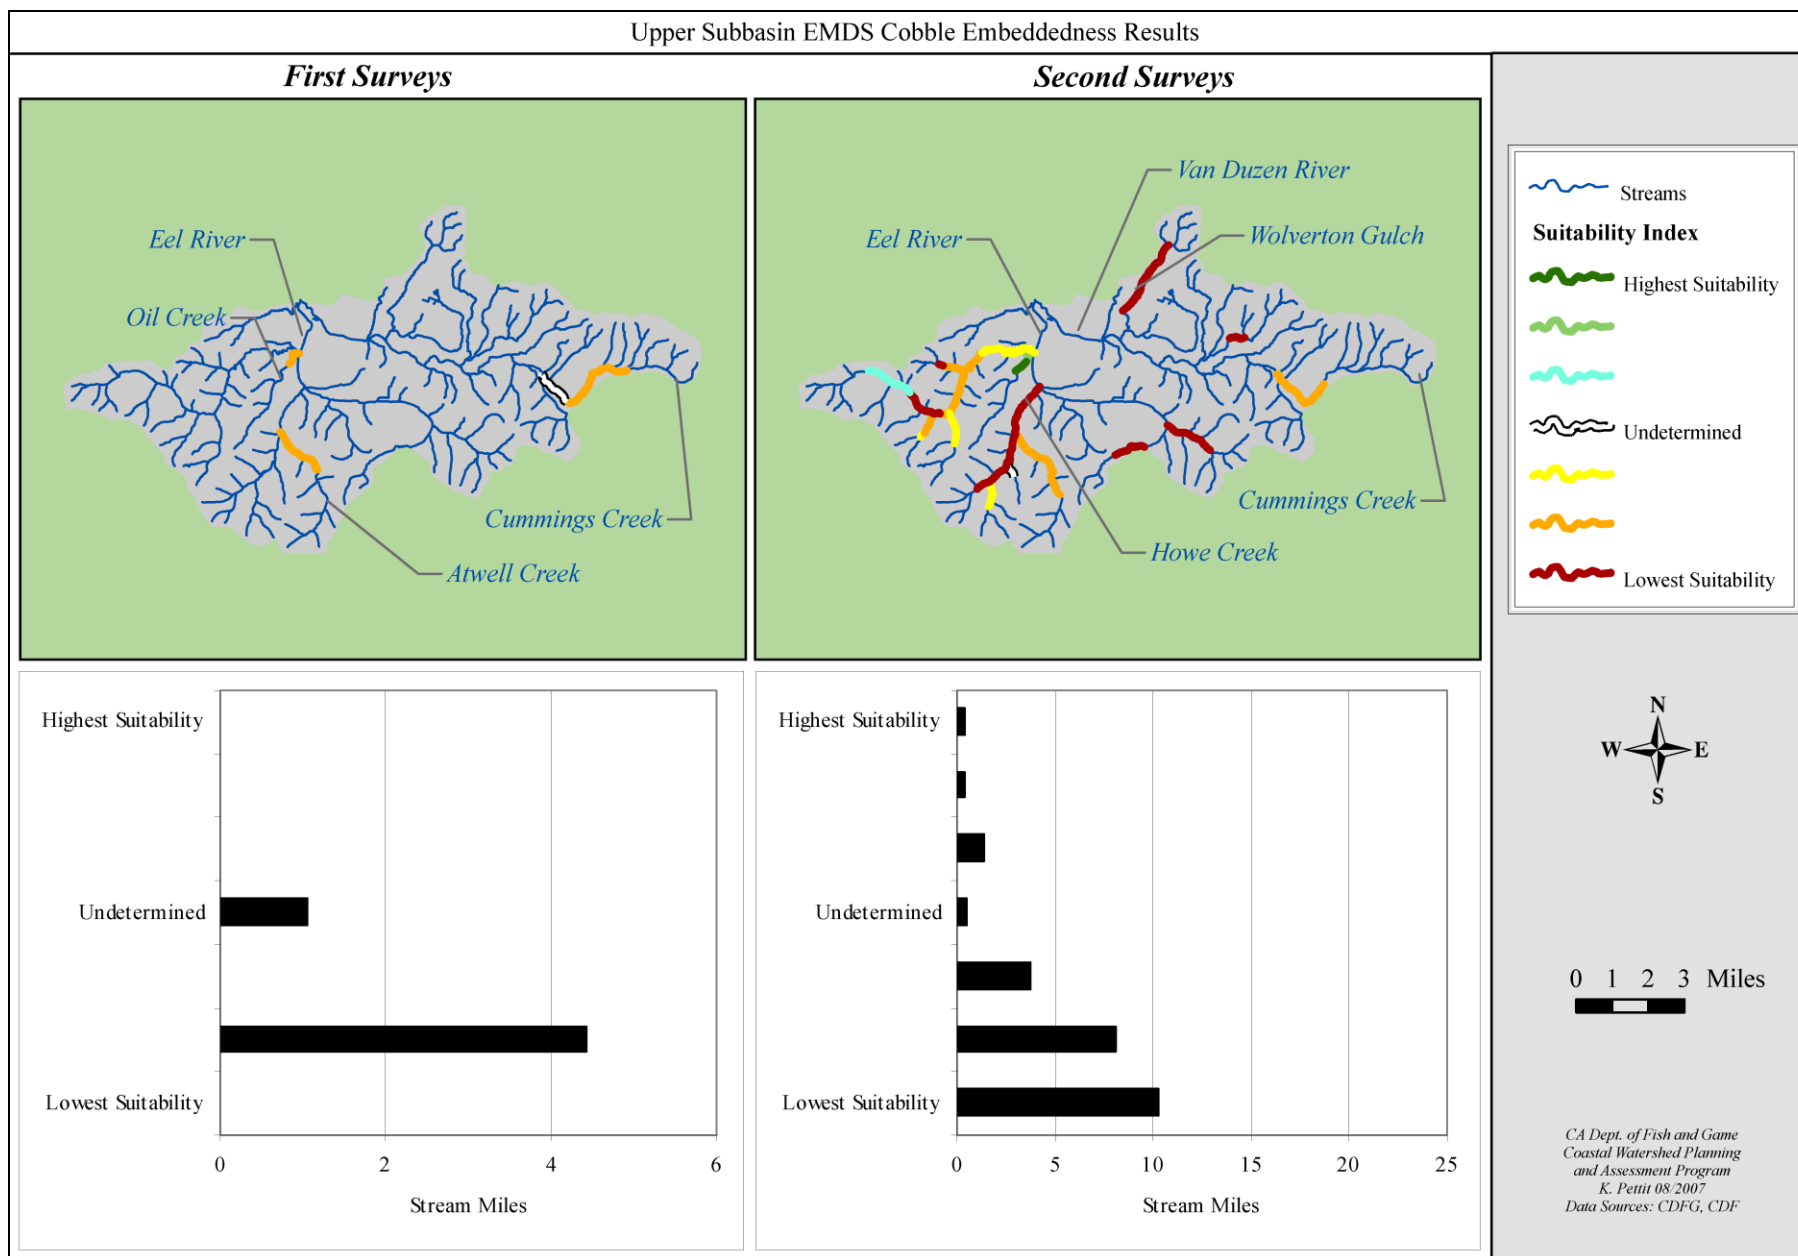 Upper Subbasin EMDS Cobble Embeddedness Results
First Surveys
Second Surveys
Eel River
Oil Creek
Cummings Creek
Atwell Creek
Van Duzen River
Eel River
Wolverton Gulch
Cummings Creek
Howe Creek
Streams
Suitability Index
Highest Suitability
Undetermined
Lowest Suitability
Highest Suitability
Undetermined
Lowest Suitability
0 2 4 6
Stream Miles
Highest Suitability
Undetermined
Lowest Suitability
0 5 10 15 20 25
Stream Miles
N
W E
S
0 1 2 3 Miles
CA Dept. of Fish and Game
Coastal Watershed Planning
and Assessment Program
K. Pettit 08/2007
Data Sources: CDFG, CDF